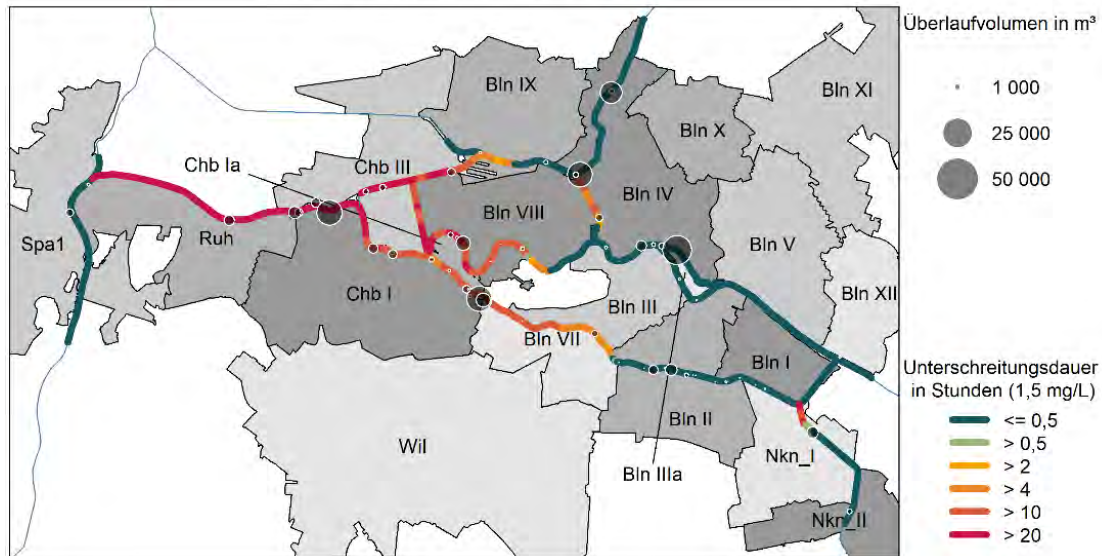 Überlaufvolumen in m³
1 000
25 000
50 000
Bln IX
Bln XI
Bln X
Chb Ia
Chb III
Bln IV
Bln VIII
Bln V
Spa1
Ruh
Bln XII
Chb I
Bln III
Bln VII
Bln I
Unterschreitungsdauer
in Stunden (1,5 mg/L)
<= 0,5
> 0,5
> 2
> 4
> 10
> 20
Bln II
Wil
Nkn_I
Bln IIIa
Nkn_II